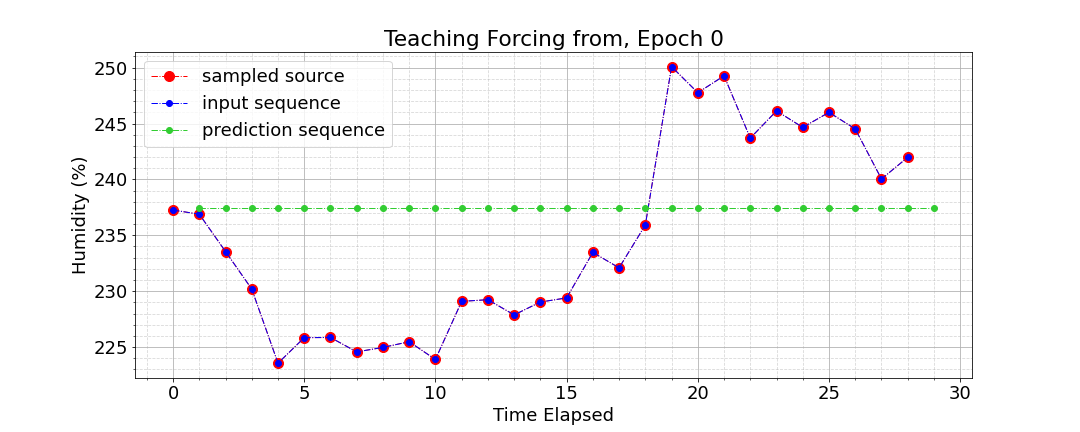 Teaching Forcing from, Epoch 0
sampled source
input sequence
prediction sequence
Humidity (%)
250
245
240
235
230
225
0 5 10 15 20 25 30
Time Elapsed